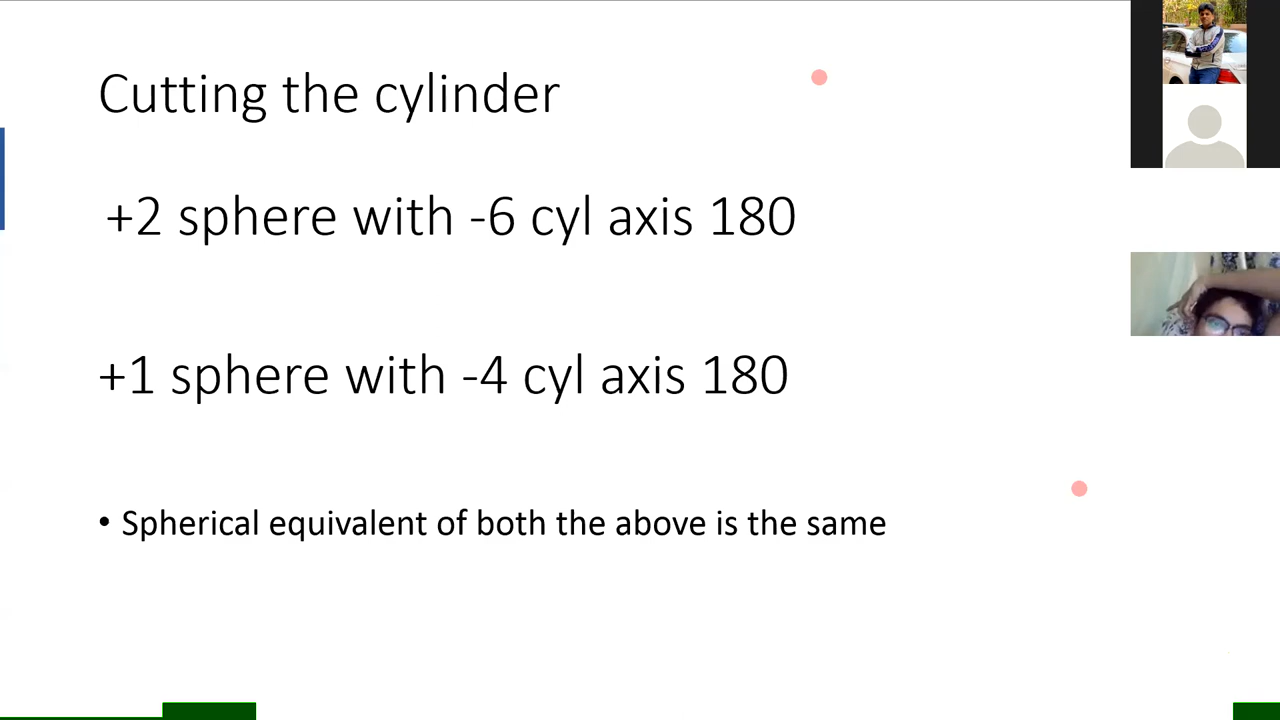 Cutting the cylinder
+2 sphere with -6 cyl axis 180
+1 sphere with -4 cyl axis 180
• Spherical equivalent of both the above is the same